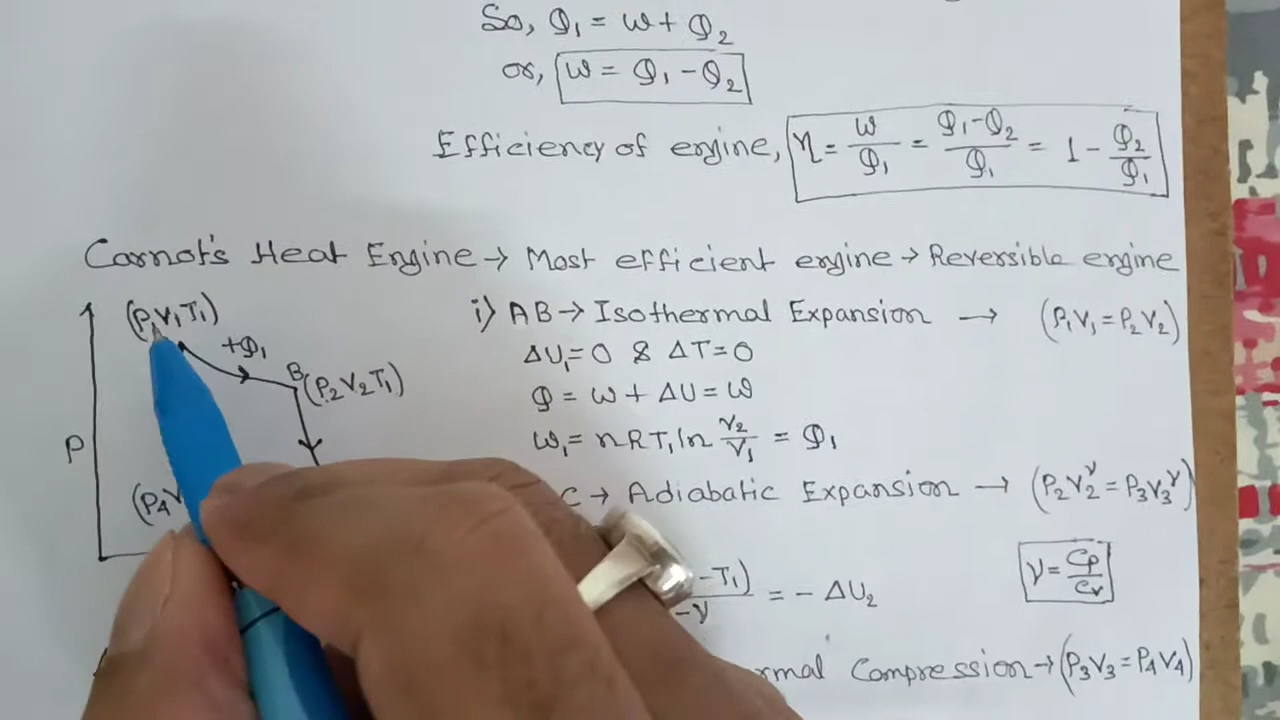 So, Q₁ = W + Q₂
or, W = Q₁ - Q₂
Efficiency of engine, η = W/Q₁ = Q₁-Q₂/Q₁ = 1 - Q₂/Q₁
Carnot's Heat Engine → Most efficient engine → Reversible engine
(P₁V₁T₁)
+Q₁
B (P₂V₂T₁)
P
(P₄V
i) AB → Isothermal Expansion → (P₁V₁ = P₂V₂)
ΔU₁ = 0 & ΔT = 0
Q = W + ΔU = W
W₁ = nRT₁ ln V₂/V₁ = Q₁
C → Adiabatic Expansion → (P₂V₂^γ = P₃V₃^γ)
-T₁)/-γ = - ΔU₂
γ = Cp/Cv
rmal Compression → (P₃V₃ = P₄V₄)